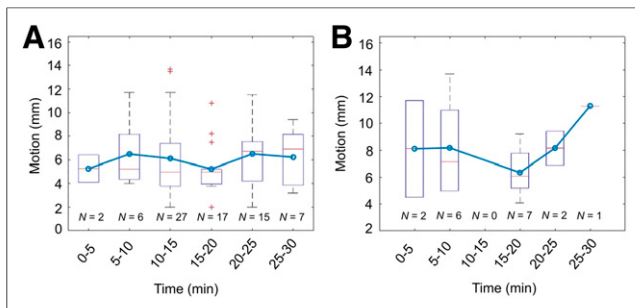 A
B
16
14
12
10
8
6
4
2
0
Motion (mm)
N = 2 N = 6 N = 27 N = 17 N = 15 N = 7
0-5 5-10 10-15 15-20 20-25 25-30
Time (min)
16
14
12
10
8
6
4
2
Motion (mm)
N = 2 N = 6 N = 0 N = 7 N = 2 N = 1
0-5 5-10 10-15 15-20 20-25 25-30
Time (min)